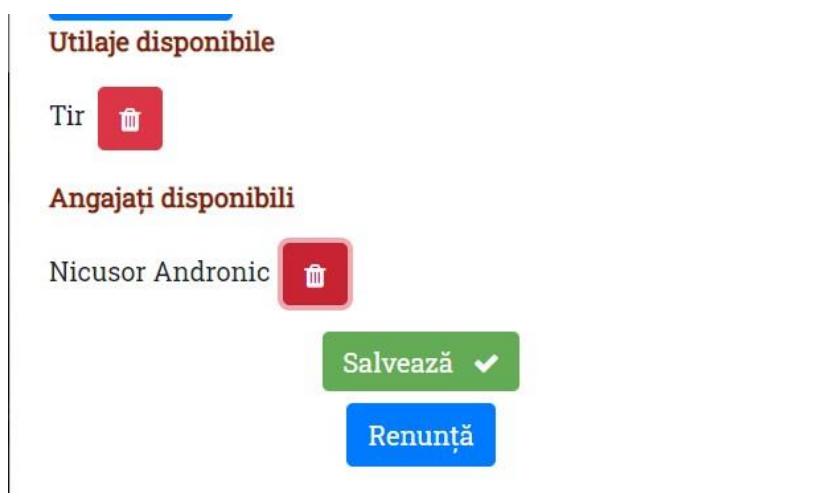 Utilaje disponibile
Tir
Angajați disponibili
Nicusor Andronic
Salvează
Renunță